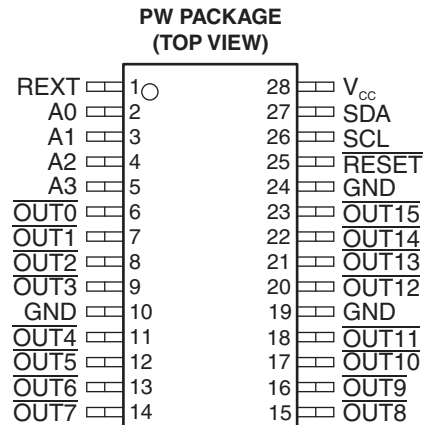 PW PACKAGE
(TOP VIEW)
REXT 1 28 Vcc
A0 2 27 SDA
A1 3 26 SCL
A2 4 25 RESET
A3 5 24 GND
OUT0 6 23 OUT15
OUT1 7 22 OUT14
OUT2 8 21 OUT13
OUT3 9 20 OUT12
GND 10 19 GND
OUT4 11 18 OUT11
OUT5 12 17 OUT10
OUT6 13 16 OUT9
OUT7 14 15 OUT8